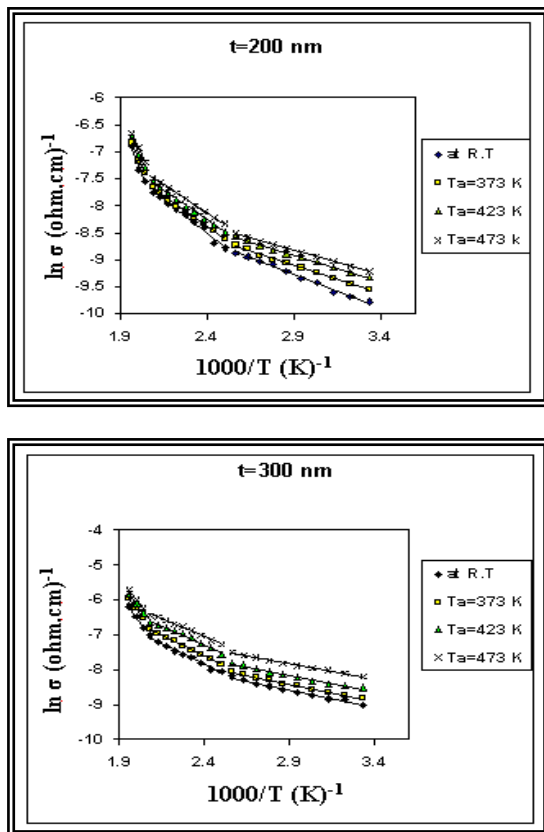 t=200 nm
ln σ (ohm.cm)-1
-6
-6.5
-7
-7.5
-8
-8.5
-9
-9.5
-10
1.9 2.4 2.9 3.4
1000/T (K)-1
at R.T
Ta=373 K
Ta=423 K
Ta=473 k
t=300 nm
ln σ (ohm.cm)-1
-4
-5
-6
-7
-8
-9
-10
1.9 2.4 2.9 3.4
1000/T (K)-1
at R.T
Ta=373 K
Ta=423 K
Ta=473 K